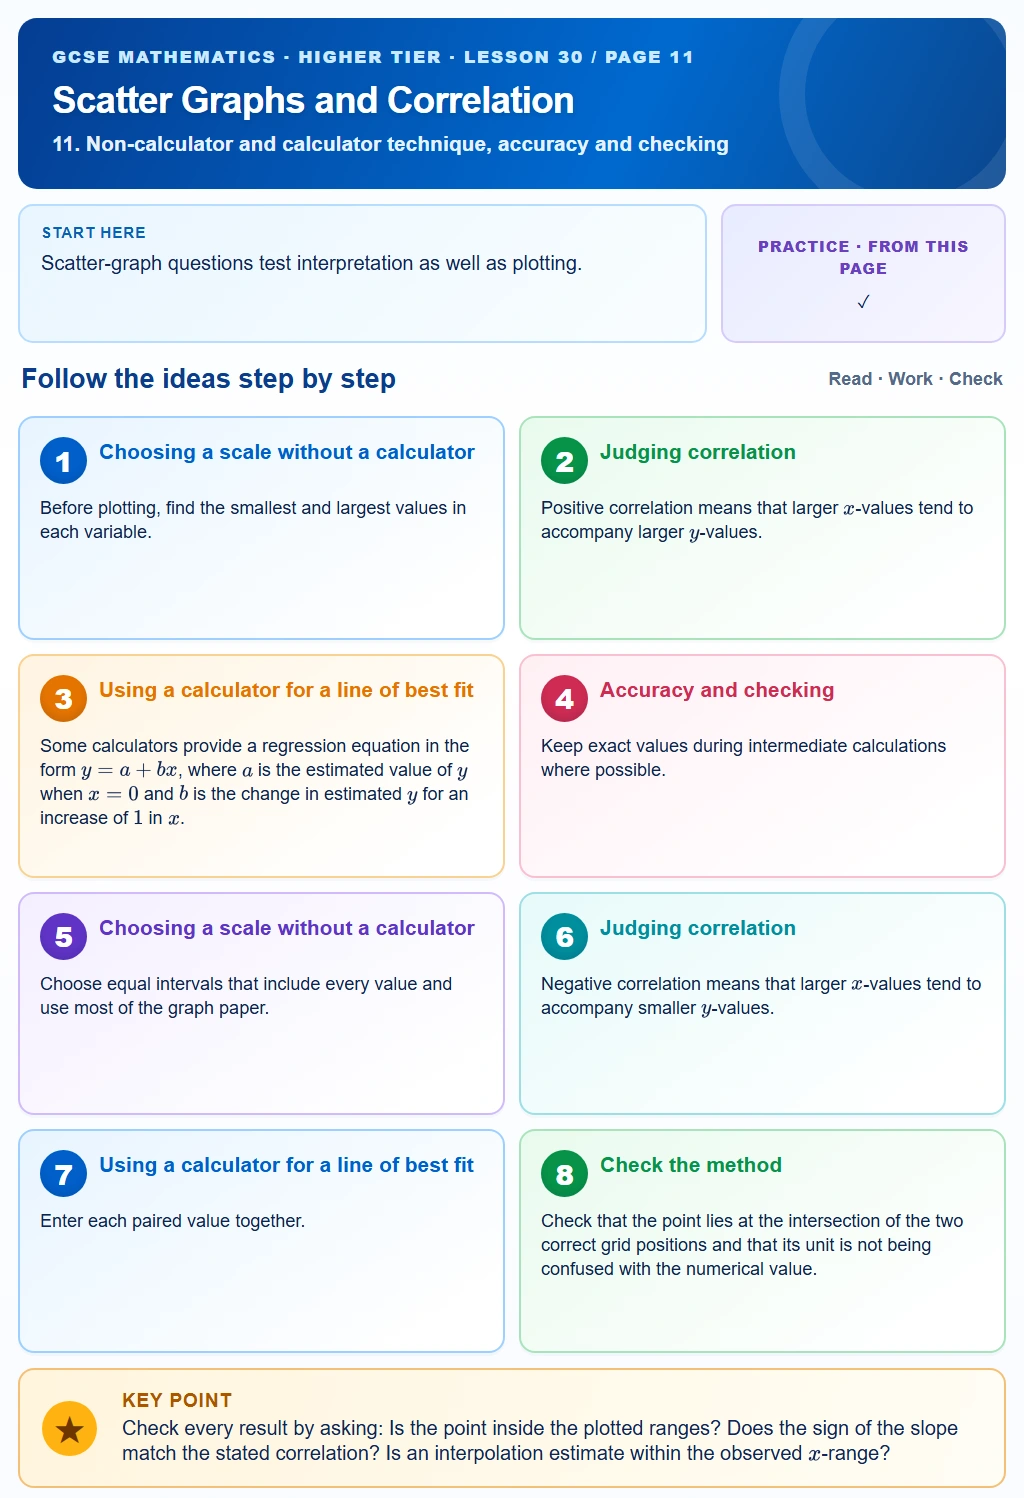 GCSE MATHEMATICS · HIGHER TIER · LESSON 30 / PAGE 11
Scatter Graphs and Correlation
11. Non-calculator and calculator technique, accuracy and checking
START HERE
Scatter-graph questions test interpretation as well as plotting.
PRACTICE · FROM THIS
PAGE
✓
Follow the ideas step by step
Read · Work · Check
1 Choosing a scale without a calculator
Before plotting, find the smallest and largest values in
each variable.
2 Judging correlation
Positive correlation means that larger x-values tend to
accompany larger y-values.
3 Using a calculator for a line of best fit
Some calculators provide a regression equation in the
form y = a + bx, where a is the estimated value of y
when x = 0 and b is the change in estimated y for an
increase of 1 in x.
4 Accuracy and checking
Keep exact values during intermediate calculations
where possible.
5 Choosing a scale without a calculator
Choose equal intervals that include every value and
use most of the graph paper.
6 Judging correlation
Negative correlation means that larger x-values tend to
accompany smaller y-values.
7 Using a calculator for a line of best fit
Enter each paired value together.
8 Check the method
Check that the point lies at the intersection of the two
correct grid positions and that its unit is not being
confused with the numerical value.
KEY POINT
Check every result by asking: Is the point inside the plotted ranges? Does the sign of the slope
match the stated correlation? Is an interpolation estimate within the observed x-range?